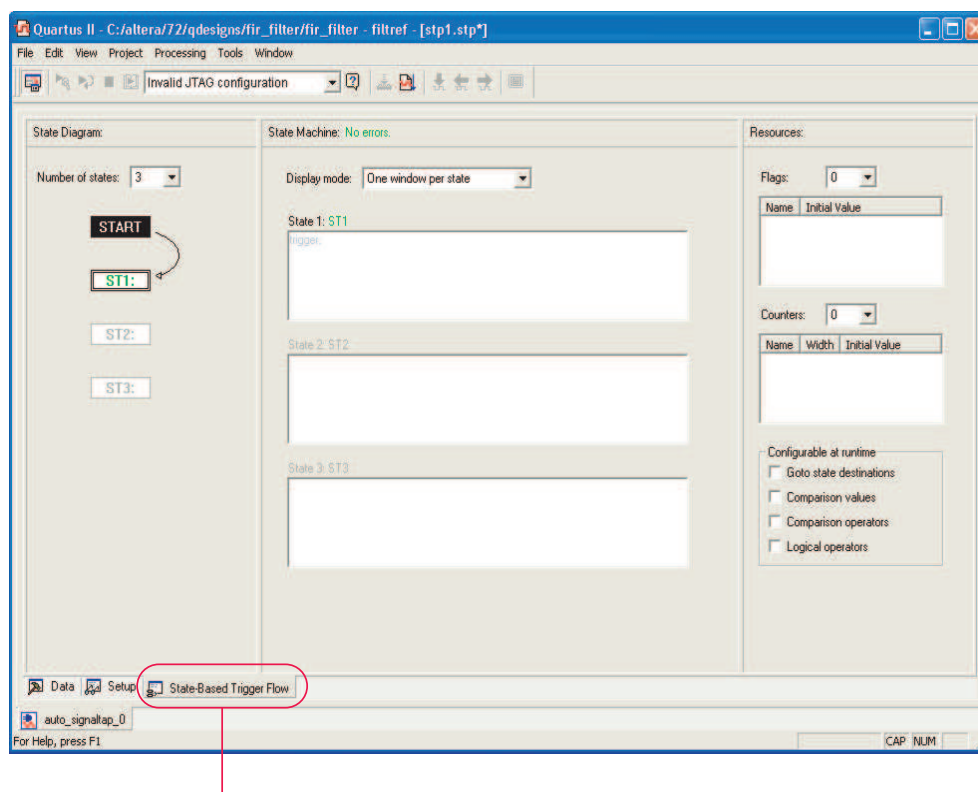 Quartus II - C:/altera/72/qdesigns/fir_filter/fir_filter - filtref - [stp1.stp*]
File Edit View Project Processing Tools Window
Invalid JTAG configuration
State Diagram:
Number of states: 3
START
ST1:
ST2:
ST3:
State Machine: No errors.
Display mode: One window per state
State 1: ST1
trigger;
State 2: ST2
State 3: ST3
Resources:
Flags: 0
Name Initial Value
Counters: 0
Name Width Initial Value
Configurable at runtime
Goto state destinations
Comparison values
Comparison operators
Logical operators
Data Setup State-Based Trigger Flow
auto_signaltap_0
For Help, press F1 CAP NUM